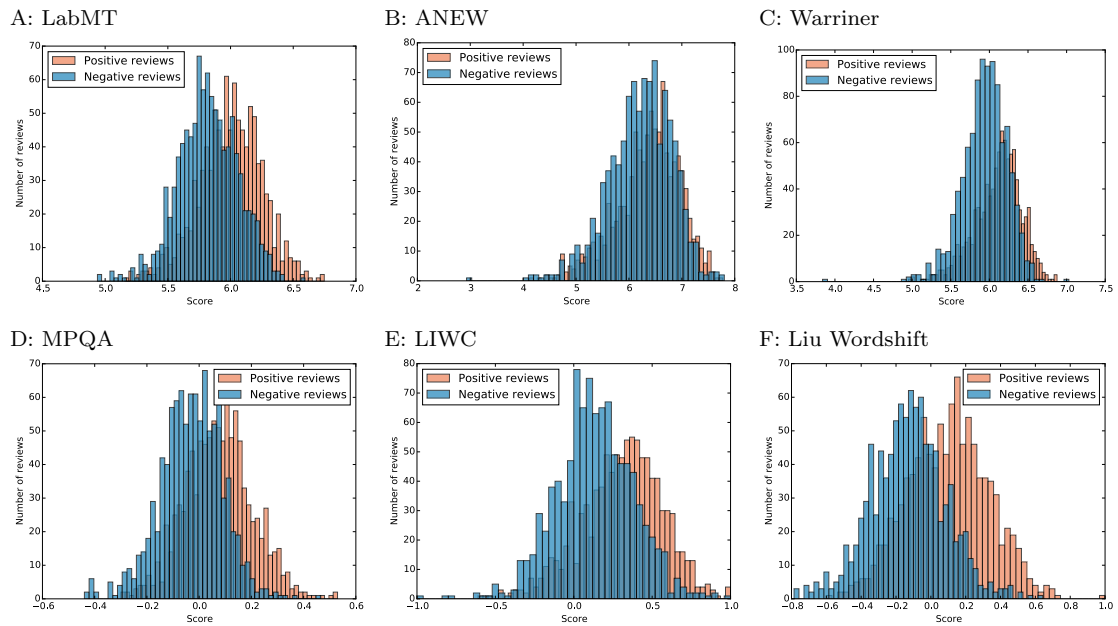 A: LabMT
B: ANEW
C: Warriner
70
60
50
40
30
20
10
0
Number of reviews
Positive reviews
Negative reviews
4.5 5.0 5.5 6.0 6.5 7.0
Score
80
70
60
50
40
30
20
10
0
Number of reviews
Positive reviews
Negative reviews
2 3 4 5 6 7 8
Score
100
80
60
40
20
0
Number of reviews
Positive reviews
Negative reviews
3.5 4.0 4.5 5.0 5.5 6.0 6.5 7.0 7.5
Score
D: MPQA
E: LIWC
F: Liu Wordshift
70
60
50
40
30
20
10
0
Number of reviews
Positive reviews
Negative reviews
−0.6 −0.4 −0.2 0.0 0.2 0.4 0.6
Score
80
70
60
50
40
30
20
10
0
Number of reviews
Positive reviews
Negative reviews
−1.0 −0.5 0.0 0.5 1.0
Score
70
60
50
40
30
20
10
0
Number of reviews
Positive reviews
Negative reviews
−0.8 −0.6 −0.4 −0.2 0.0 0.2 0.4 0.6 0.8 1.0
Score